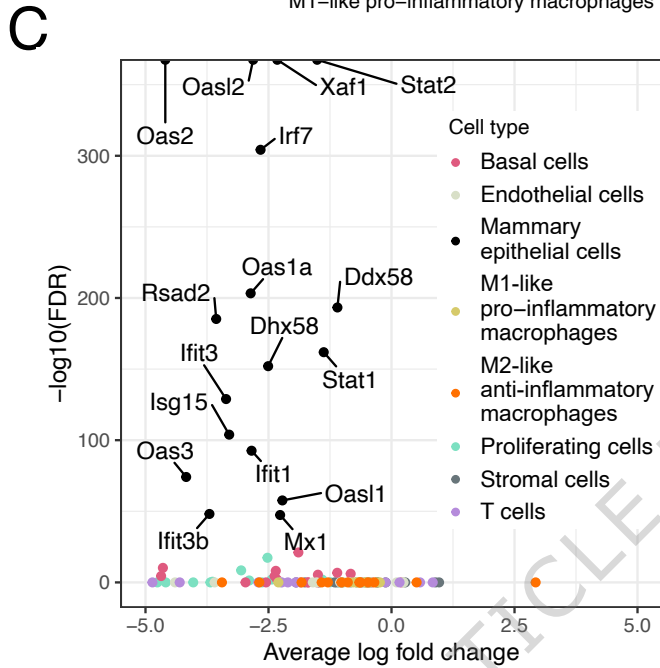 M1−like pro−inflammatory macrophages
C
Oasl2
Xaf1
Stat2
Oas2
Irf7
Oas1a
Ddx58
Rsad2
Dhx58
Ifit3
Stat1
Isg15
Oas3
Ifit1
Oasl1
Ifit3b
Mx1
Cell type
Basal cells
Endothelial cells
Mammary
epithelial cells
M1−like
pro−inflammatory
macrophages
M2−like
anti−inflammatory
macrophages
Proliferating cells
Stromal cells
T cells
−log10(FDR)
300
200
100
0
−5.0
−2.5
0.0
2.5
5.0
Average log fold change
TICLE